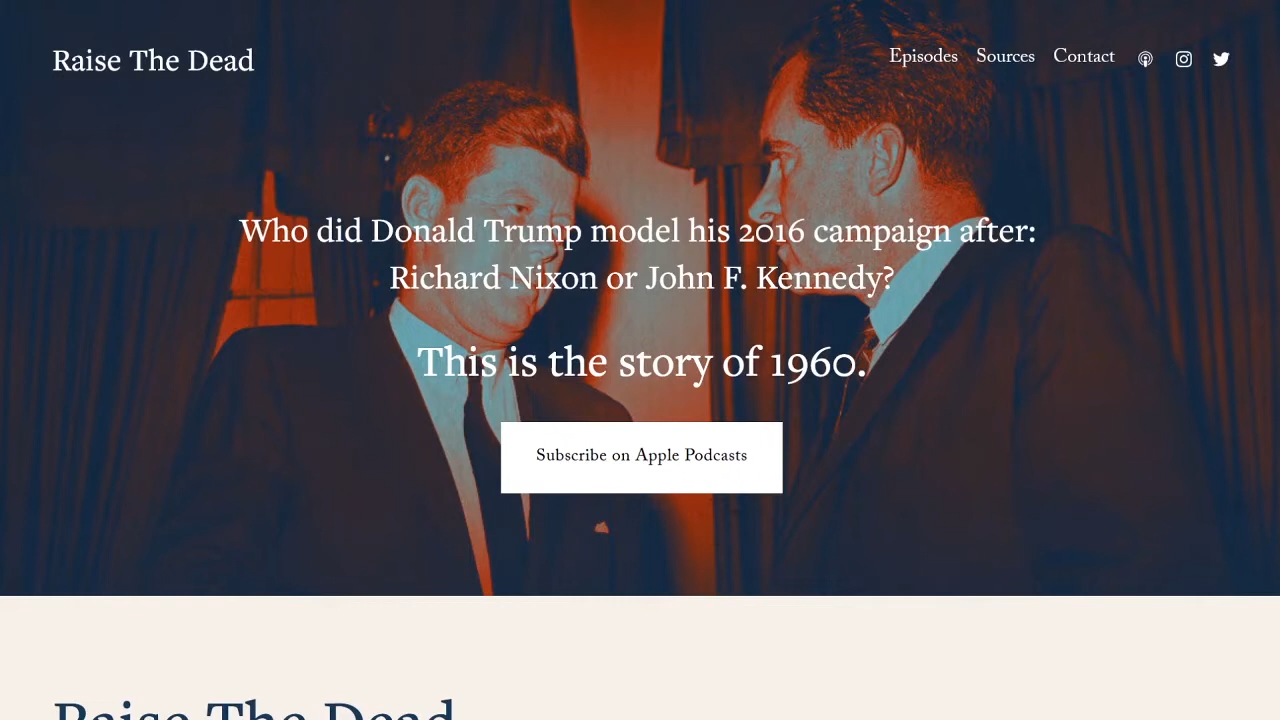 Raise The Dead
Episodes Sources Contact
Who did Donald Trump model his 2016 campaign after:
Richard Nixon or John F. Kennedy?
This is the story of 1960.
Subscribe on Apple Podcasts
Raise The Dead